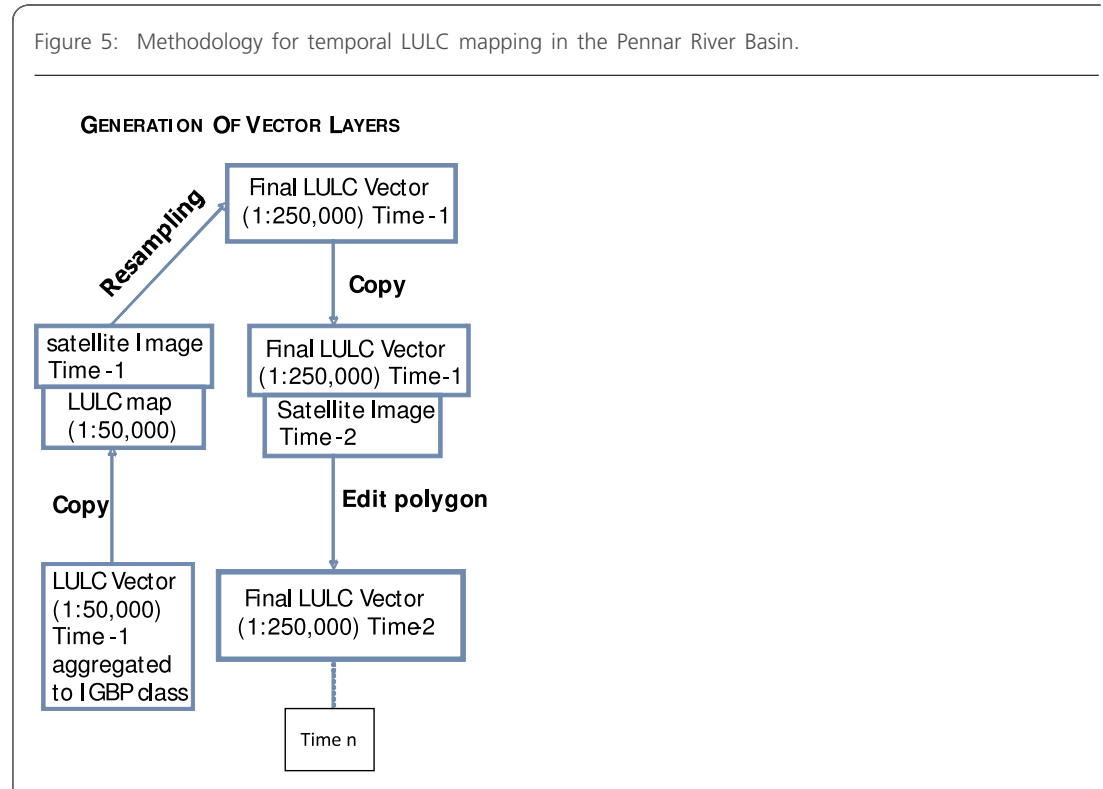 Figure 5: Methodology for temporal LULC mapping in the Pennar River Basin.
GENERATION OF VECTOR LAYERS
Final LULC Vector
(1:250,000) Time-1
Resampling
Copy
satellite Image
Time-1
LULC map
(1:50,000)
Final LULC Vector
(1:250,000) Time-1
Satellite Image
Time-2
Copy
Edit polygon
LULC Vector
(1:50,000)
Time-1
aggregated
to IGBP class
Final LULC Vector
(1:250,000) Time-2
Time n